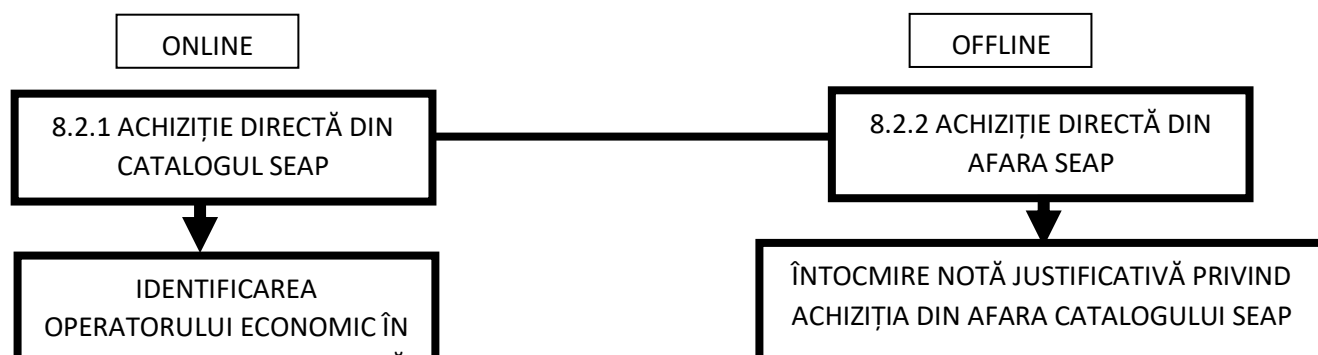 ONLINE
OFFLINE
8.2.1 ACHIZIȚIE DIRECTĂ DIN
CATALOGUL SEAP
8.2.2 ACHIZIȚIE DIRECTĂ DIN
AFARA SEAP
IDENTIFICAREA
OPERATORULUI ECONOMIC ÎN
ÎNTOCMIRE NOTĂ JUSTIFICATIVĂ PRIVIND
ACHIZIȚIA DIN AFARA CATALOGULUI SEAP